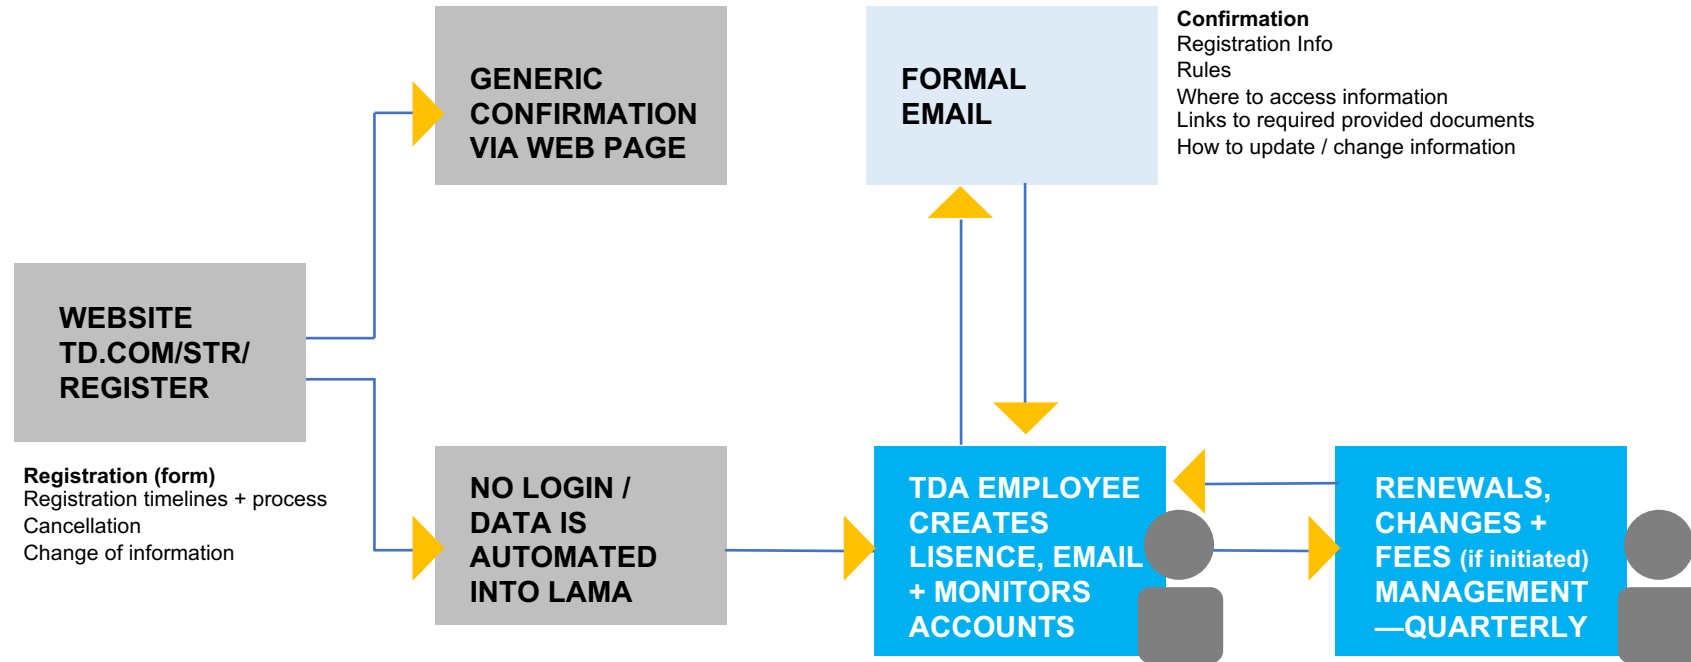 GENERIC
CONFIRMATION
VIA WEB PAGE
FORMAL
EMAIL
Confirmation
Registration Info
Rules
Where to access information
Links to required provided documents
How to update / change information
WEBSITE
TD.COM/STR/
REGISTER
Registration (form)
Registration timelines + process
Cancellation
Change of information
NO LOGIN /
DATA IS
AUTOMATED
INTO LAMA
TDA EMPLOYEE
CREATES
LISENCE, EMAIL
+ MONITORS
ACCOUNTS
RENEWALS,
CHANGES +
FEES (if initiated)
MANAGEMENT
—QUARTERLY